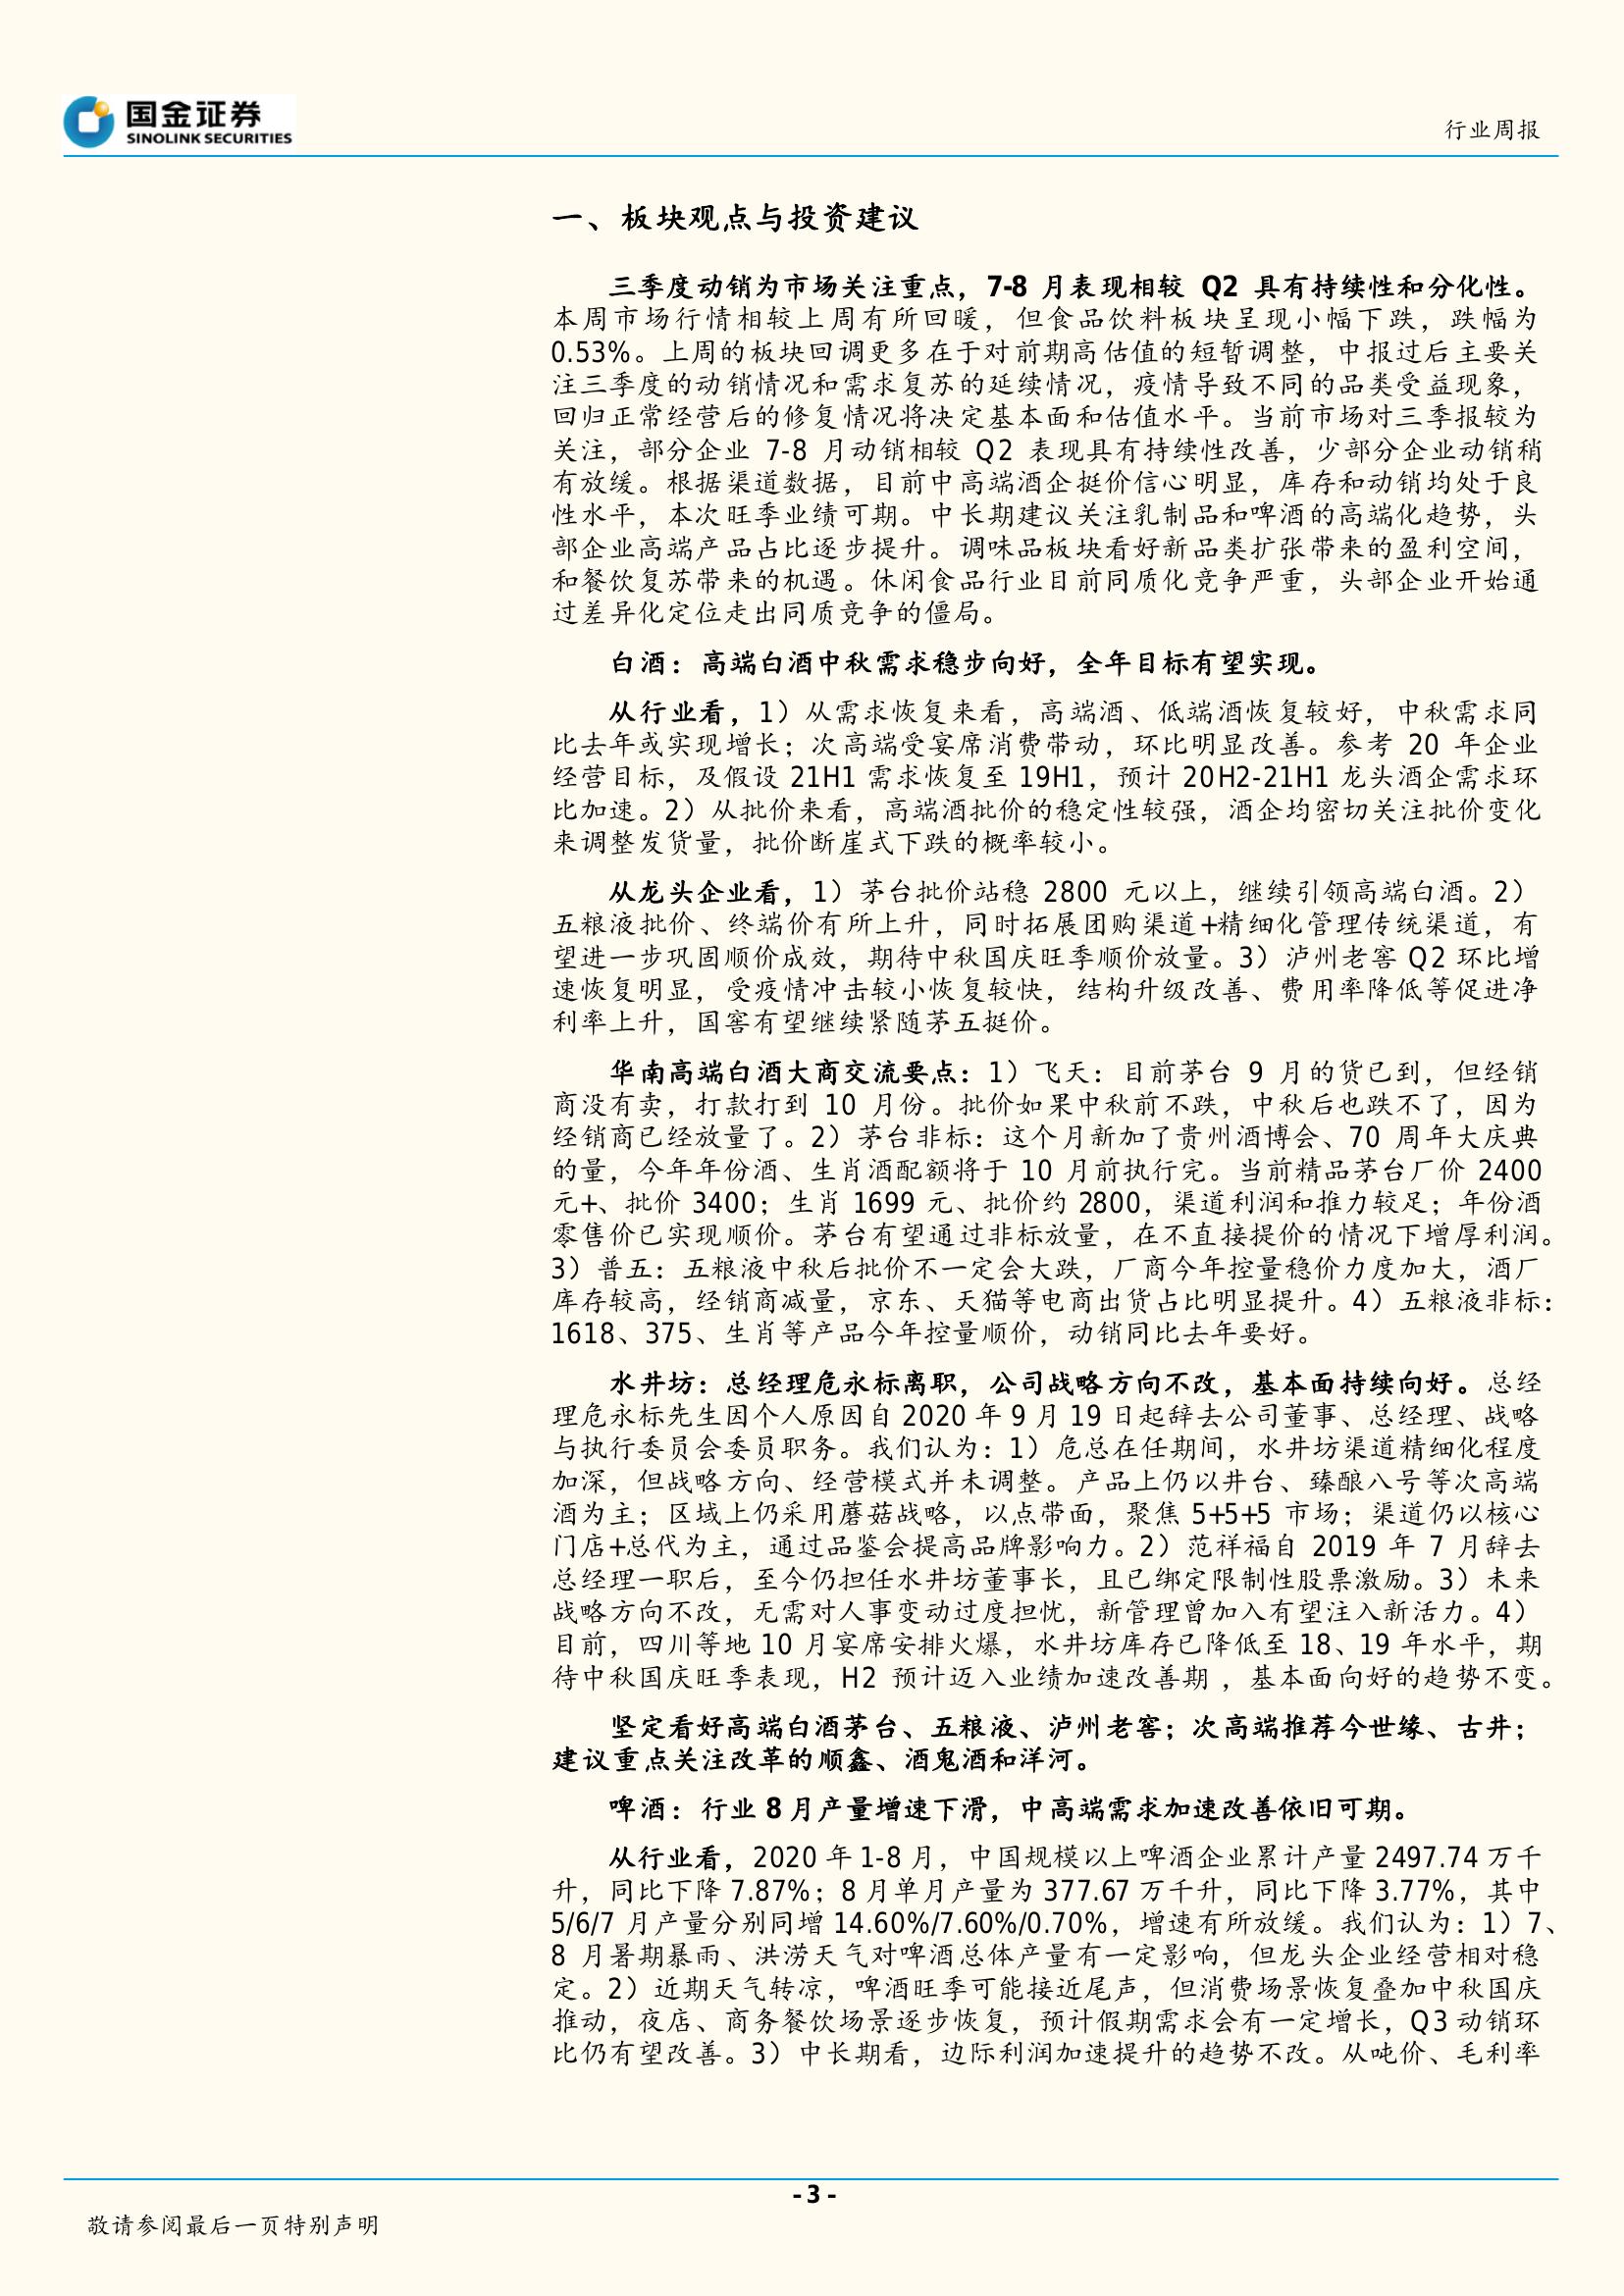 国金证券
SINOLINK SECURITIES
行业周报
一、板块观点与投资建议
三季度动销为市场关注重点，7-8 月表现相较 Q2 具有持续性和分化性。
本周市场行情相较上周有所回暖，但食品饮料板块呈现小幅下跌，跌幅为
0.53%。上周的板块回调更多在于对前期高估值的短暂调整，中报过后主要关
注三季度的动销情况和需求复苏的延续情况，疫情导致不同的品类受益现象，
回归正常经营后的修复情况将决定基本面和估值水平。当前市场对三季报较为
关注，部分企业 7-8 月动销相较 Q2 表现具有持续性改善，少部分企业动销稍
有放缓。根据渠道数据，目前中高端酒企挺价信心明显，库存和动销均处于良
性水平，本次旺季业绩可期。中长期建议关注乳制品和啤酒的高端化趋势，头
部企业高端产品占比逐步提升。调味品板块看好新品类扩张带来的盈利空间，
和餐饮复苏带来的机遇。休闲食品行业目前同质化竞争严重，头部企业开始通
过差异化定位走出同质竞争的僵局。
白酒：高端白酒中秋需求稳步向好，全年目标有望实现。
从行业看，1）从需求恢复来看，高端酒、低端酒恢复较好，中秋需求同
比去年或实现增长；次高端受宴席消费带动，环比明显改善。参考 20 年企业
经营目标，及假设 21H1 需求恢复至 19H1，预计 20H2-21H1 龙头酒企需求环
比加速。2）从批价来看，高端酒批价的稳定性较强，酒企均密切关注批价变化
来调整发货量，批价断崖式下跌的概率较小。
从龙头企业看，1）茅台批价站稳 2800 元以上，继续引领高端白酒。2）
五粮液批价、终端价有所上升，同时拓展团购渠道+精细化管理传统渠道，有
望进一步巩固顺价成效，期待中秋国庆旺季顺价放量。3）泸州老窖 Q2 环比增
速恢复明显，受疫情冲击较小恢复较快，结构升级改善、费用率降低等促进净
利率上升，国窖有望继续紧随茅五挺价。
华南高端白酒大商交流要点：1）飞天：目前茅台 9 月的货已到，但经销
商没有卖，打款打到 10 月份。批价如果中秋前不跌，中秋后也跌不了，因为
经销商已经放量了。2）茅台非标：这个月新加了贵州酒博会、70 周年大庆典
的量，今年年份酒、生肖酒配额将于 10 月前执行完。当前精品茅台厂价 2400
元+、批价 3400；生肖 1699 元、批价约 2800，渠道利润和推力较足；年份酒
零售价已实现顺价。茅台有望通过非标放量，在不直接提价的情况下增厚利润。
3）普五：五粮液中秋后批价不一定会大跌，厂商今年控量稳价力度加大，酒厂
库存较高，经销商减量，京东、天猫等电商出货占比明显提升。4）五粮液非标：
1618、375、生肖等产品今年控量顺价，动销同比去年要好。
水井坊：总经理危永标离职，公司战略方向不改，基本面持续向好。总经
理危永标先生因个人原因自 2020 年 9 月 19 日起辞去公司董事、总经理、战略
与执行委员会委员职务。我们认为：1）危总在任期间，水井坊渠道精细化程度
加深，但战略方向、经营模式并未调整。产品上仍以井台、臻酿八号等次高端
酒为主；区域上仍采用蘑菇战略，以点带面，聚焦 5+5+5 市场；渠道仍以核心
门店+总代为主，通过品鉴会提高品牌影响力。2）范祥福自 2019 年 7 月辞去
总经理一职后，至今仍担任水井坊董事长，且已绑定限制性股票激励。3）未来
战略方向不改，无需对人事变动过度担忧，新管理曾加入有望注入新活力。4）
目前，四川等地 10 月宴席安排火爆，水井坊库存已降低至 18、19 年水平，期
待中秋国庆旺季表现，H2 预计迈入业绩加速改善期 ，基本面向好的趋势不变。
坚定看好高端白酒茅台、五粮液、泸州老窖；次高端推荐今世缘、古井；
建议重点关注改革的顺鑫、酒鬼酒和洋河。
啤酒：行业 8 月产量增速下滑，中高端需求加速改善依旧可期。
从行业看，2020 年 1-8 月，中国规模以上啤酒企业累计产量 2497.74 万千
升，同比下降 7.87%；8 月单月产量为 377.67 万千升，同比下降 3.77%，其中
5/6/7 月产量分别同增 14.60%/7.60%/0.70%，增速有所放缓。我们认为：1）7、
8 月暑期暴雨、洪涝天气对啤酒总体产量有一定影响，但龙头企业经营相对稳
定。2）近期天气转凉，啤酒旺季可能接近尾声，但消费场景恢复叠加中秋国庆
推动，夜店、商务餐饮场景逐步恢复，预计假期需求会有一定增长，Q3 动销环
比仍有望改善。3）中长期看，边际利润加速提升的趋势不改。从吨价、毛利率
- 3 -
敬请参阅最后一页特别声明